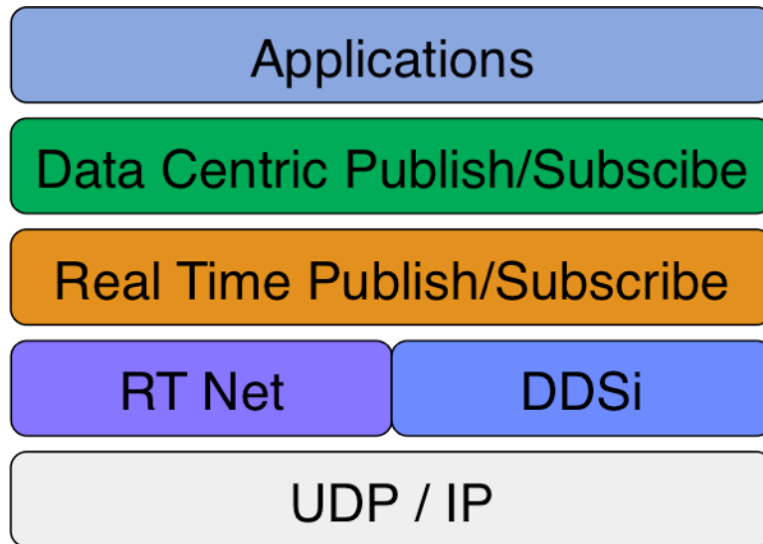 Applications
Data Centric Publish/Subscibe
Real Time Publish/Subscribe
RT Net
DDSi
UDP / IP